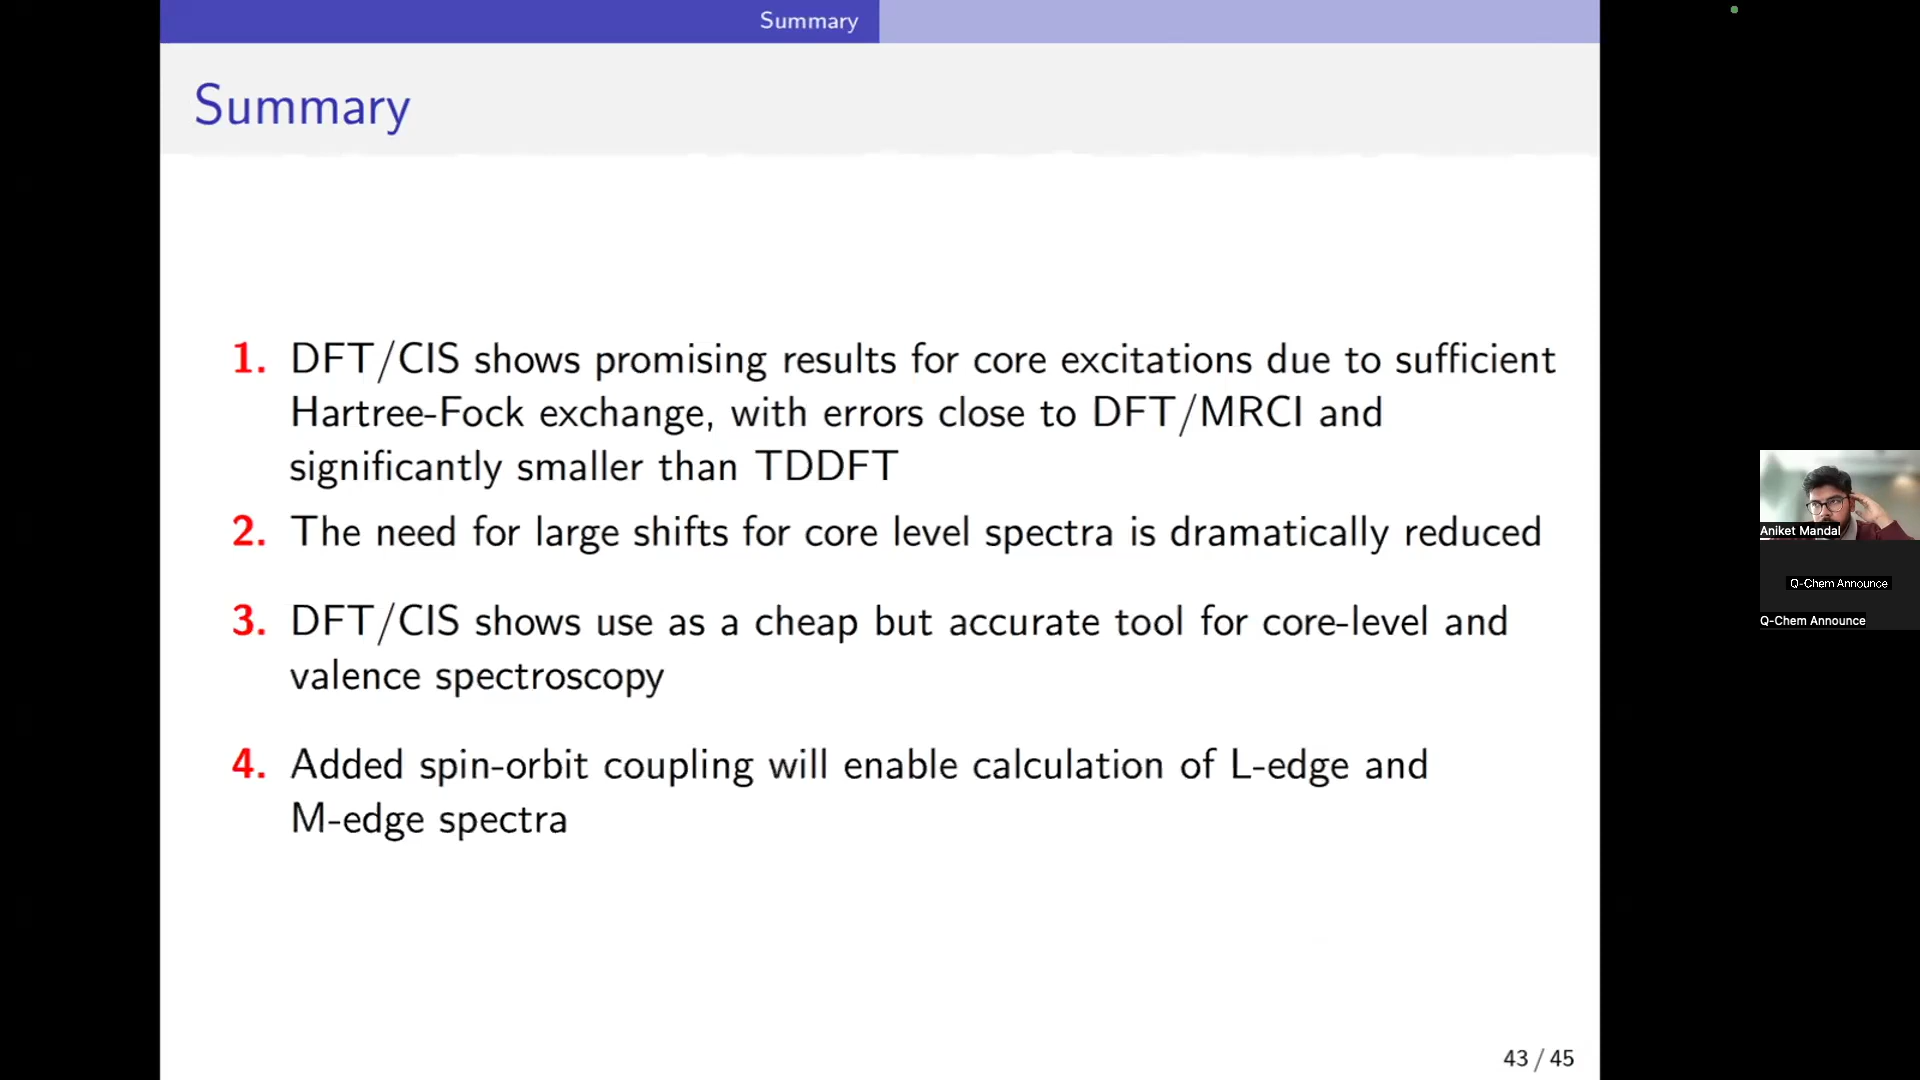 Summary
Summary
1. DFT/CIS shows promising results for core excitations due to sufficient
Hartree-Fock exchange, with errors close to DFT/MRCI and
significantly smaller than TDDFT
2. The need for large shifts for core level spectra is dramatically reduced
3. DFT/CIS shows use as a cheap but accurate tool for core-level and
valence spectroscopy
4. Added spin-orbit coupling will enable calculation of L-edge and
M-edge spectra
43 / 45
Aniket Mandal
Q-Chem Announce
Q-Chem Announce